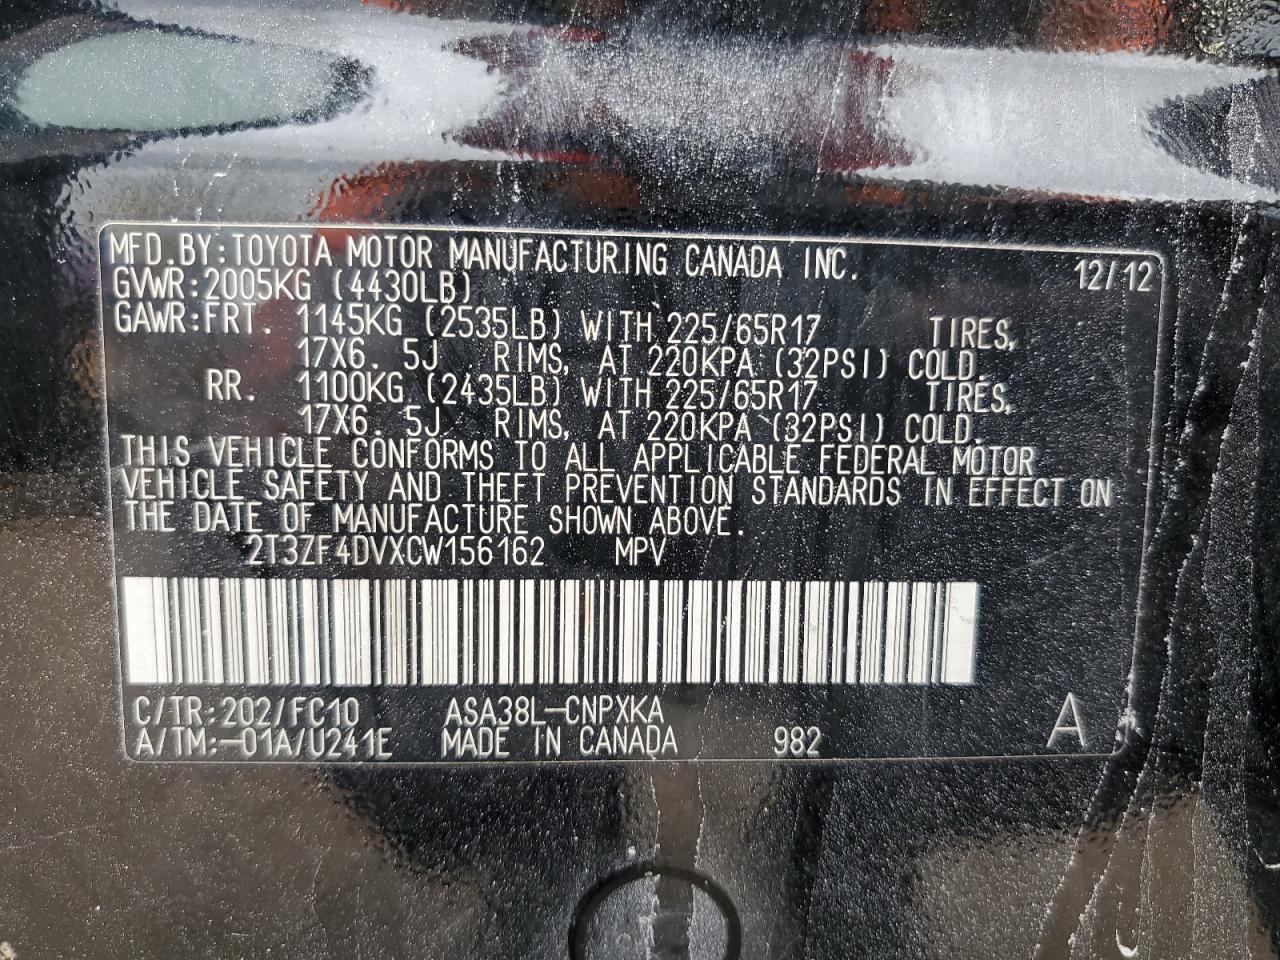 MFD.BY:TOYOTA MOTOR MANUFACTURING CANADA INC. 12/12
GVWR:2005KG (4430LB)
GAWR:FRT. 1145KG (2535LB) WITH 225/65R17 TIRES,
17X6.5J RIMS, AT 220KPA (32PSI) COLD.
RR. 1100KG (2435LB) WITH 225/65R17 TIRES,
17X6.5J RIMS, AT 220KPA (32PSI) COLD.
THIS VEHICLE CONFORMS TO ALL APPLICABLE FEDERAL MOTOR
VEHICLE SAFETY AND THEFT PREVENTION STANDARDS IN EFFECT ON
THE DATE OF MANUFACTURE SHOWN ABOVE.
2T3ZF4DVXCW156162 MPV
C/TR:202/FC10 ASA38L-CNPXKA
A/TM:-01A/U241E MADE IN CANADA 982 A